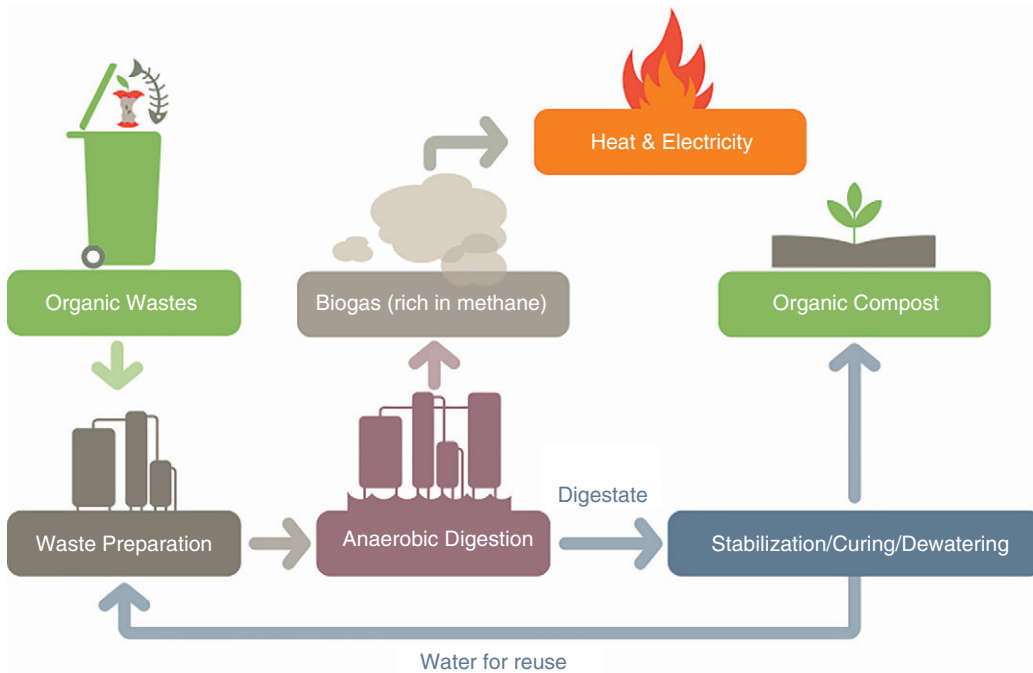 Heat & Electricity
Organic Wastes
Biogas (rich in methane)
Organic Compost
Digestate
Waste Preparation
Anaerobic Digestion
Stabilization/Curing/Dewatering
Water for reuse